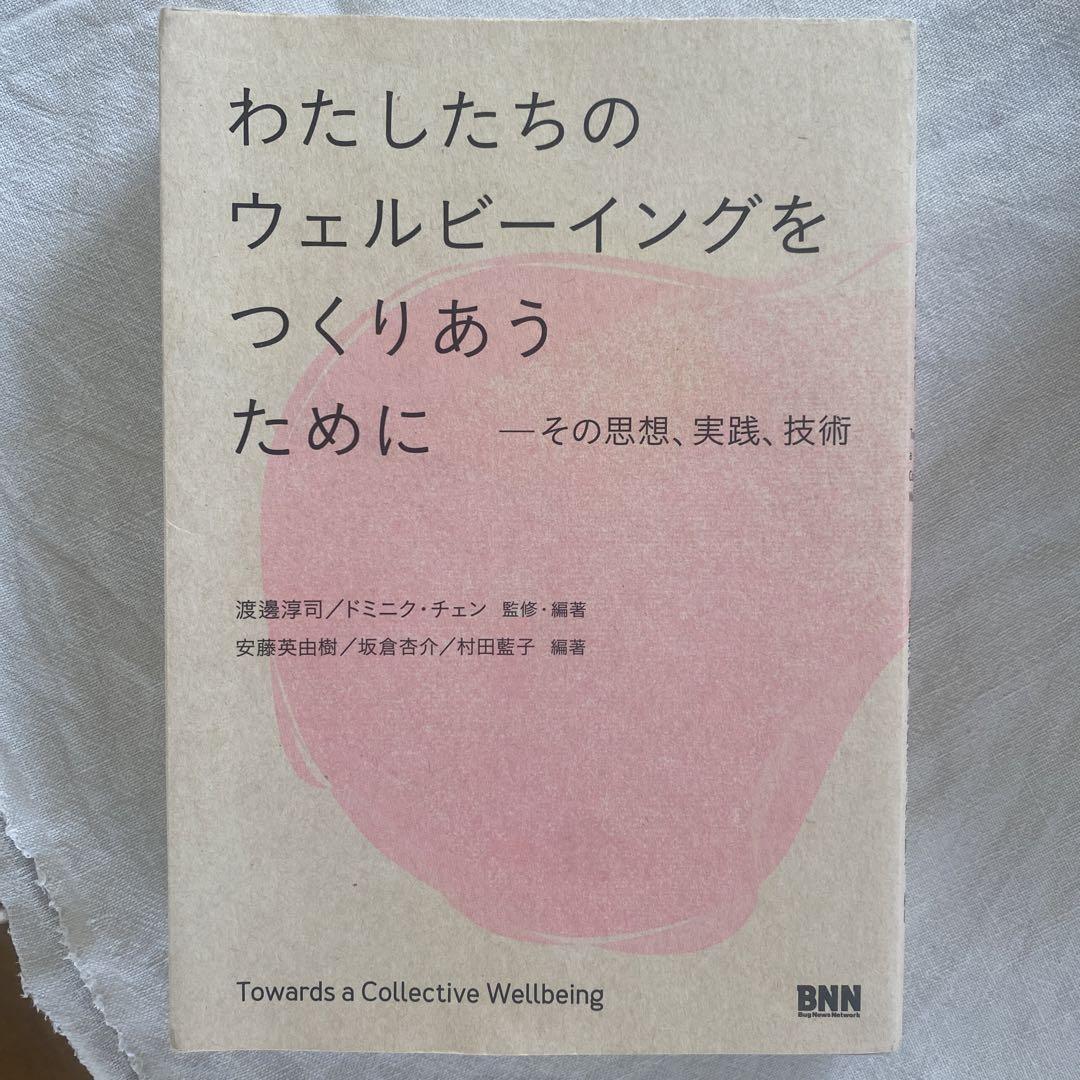 わたしたちの
ウェルビーイングを
つくりあう
ために
―その思想、実践、技術
渡邊淳司/ドミニク・チェン 監修・編著
安藤英由樹/坂倉杏介/村田藍子 編著
Towards a Collective Wellbeing
BNN
Bug News Network